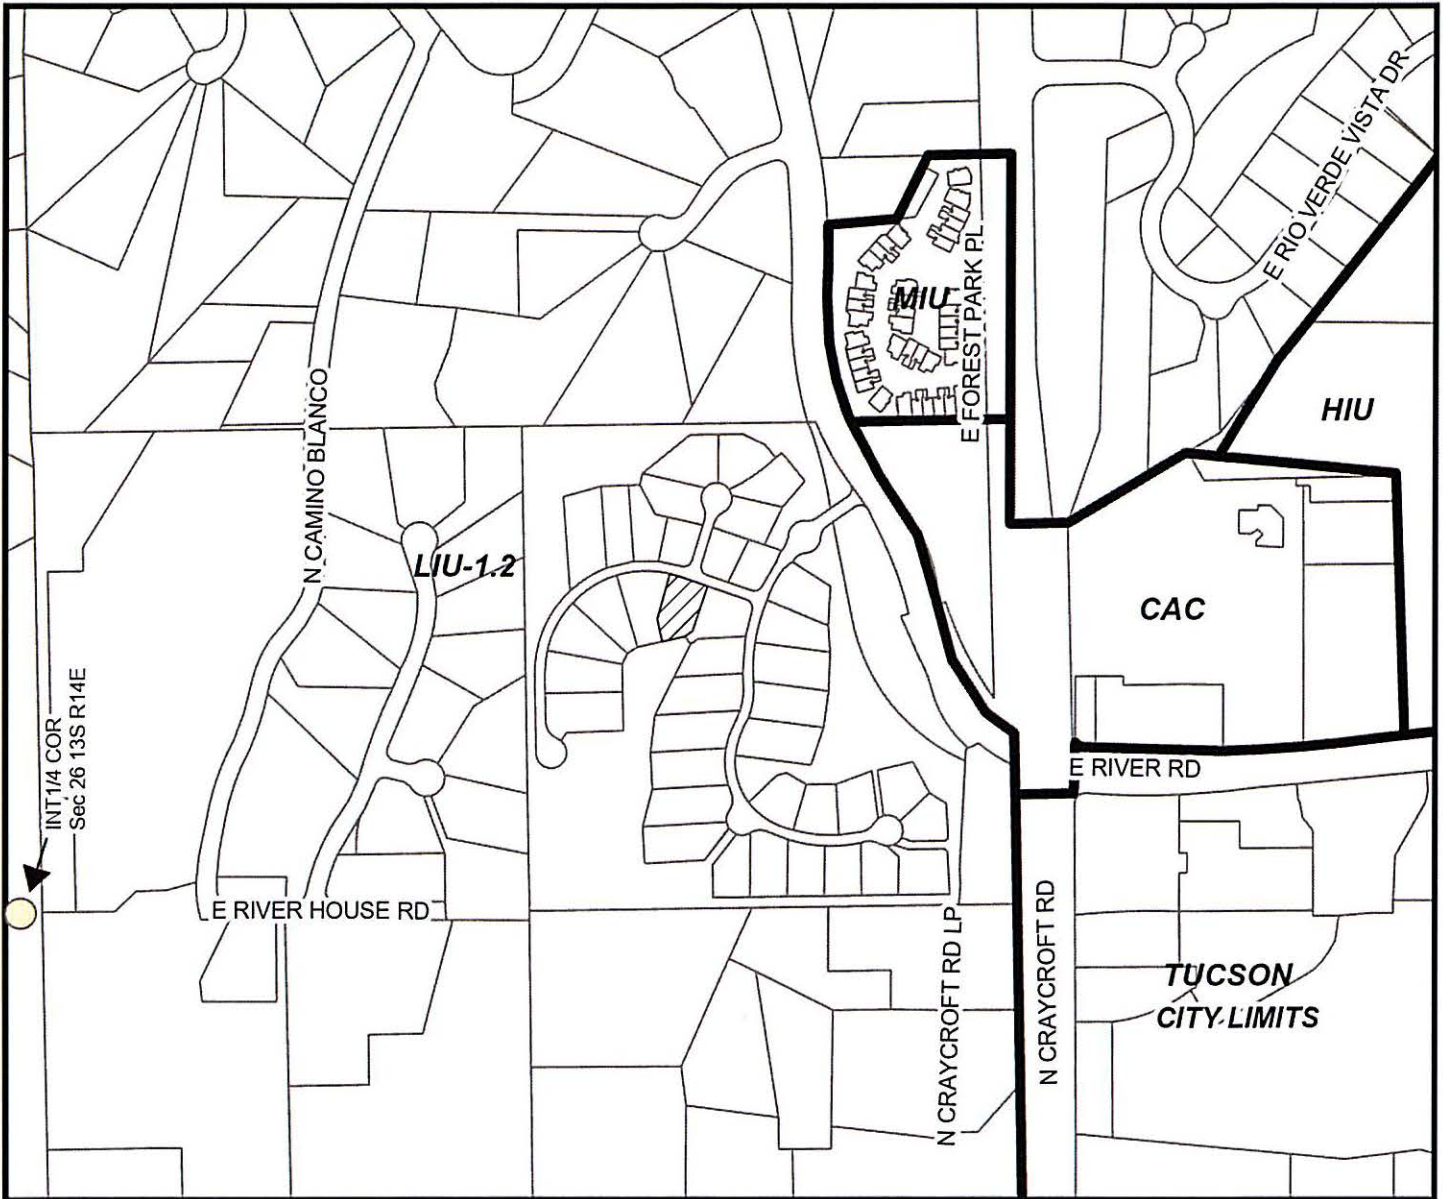 E RIO VERDE VISTA DR
MIU
E FOREST PARK PL
HIU
N CAMINO BLANCO
LIU-1.2
CAC
INT1/4 COR
Sec 26 13S R14E
E RIVER RD
E RIVER HOUSE RD
N CRAYCROFT RD LP
N CRAYCROFT RD
TUCSON
CITY LIMITS